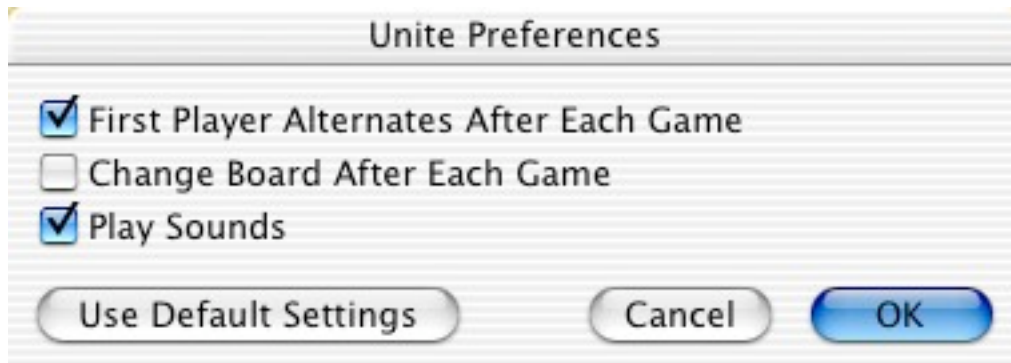 Unite Preferences
First Player Alternates After Each Game
Change Board After Each Game
Play Sounds
Use Default Settings Cancel OK